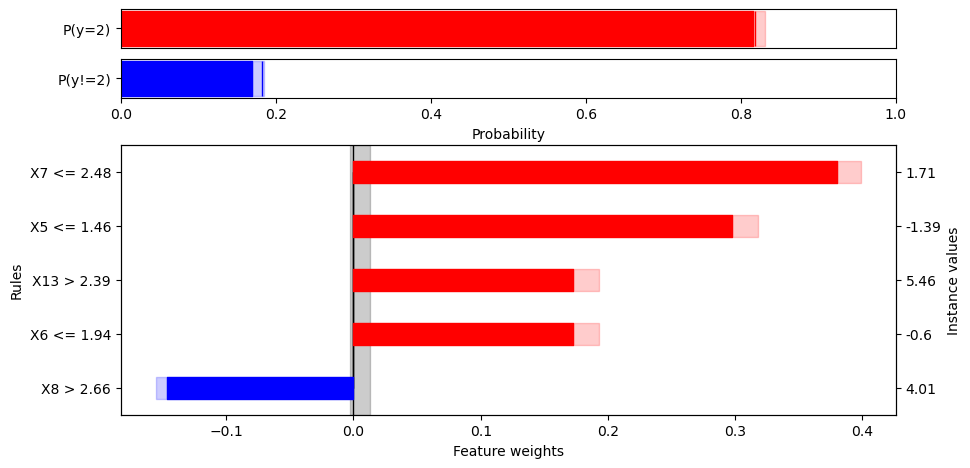 P(y=2)
P(y!=2)
0.0 0.2 0.4 0.6 0.8 1.0
Probability
X7 <= 2.48 1.71
X5 <= 1.46 -1.39
X13 > 2.39 5.46
X6 <= 1.94 -0.6
X8 > 2.66 4.01
Rules
Instance values
−0.1 0.0 0.1 0.2 0.3 0.4
Feature weights